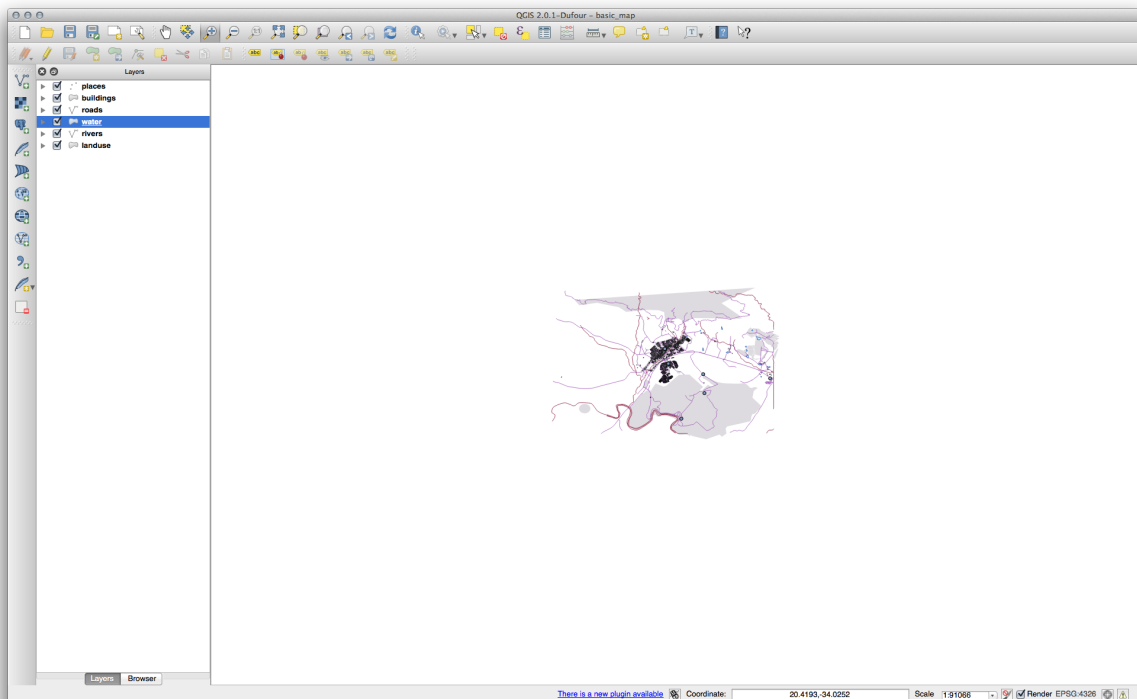 QGIS 2.0.1-Dufour - basic_map
Layers
places
buildings
roads
water
rivers
landuse
Layers Browser
There is a new plugin available Coordinate: 20.4193,-34.0252 Scale 1:91066 Render EPSG:4326